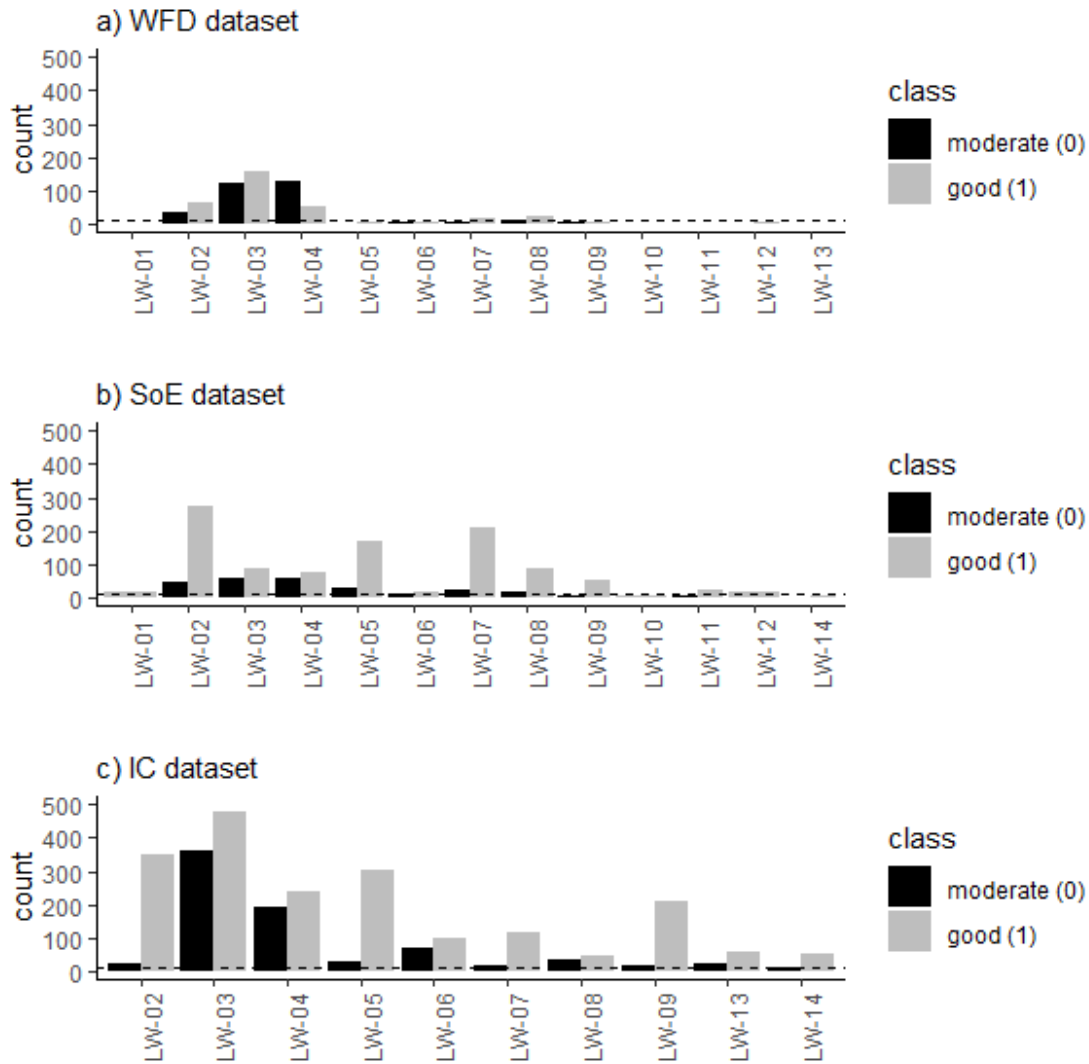 a) WFD dataset
500
400
300
200
100
0
count
LW-01
LW-02
LW-03
LW-04
LW-05
LW-06
LW-07
LW-08
LW-09
LW-10
LW-11
LW-12
LW-13
class
moderate (0)
good (1)
b) SoE dataset
500
400
300
200
100
0
count
LW-01
LW-02
LW-03
LW-04
LW-05
LW-06
LW-07
LW-08
LW-09
LW-10
LW-11
LW-12
LW-14
class
moderate (0)
good (1)
c) IC dataset
500
400
300
200
100
0
count
LW-02
LW-03
LW-04
LW-05
LW-06
LW-07
LW-08
LW-09
LW-13
LW-14
class
moderate (0)
good (1)